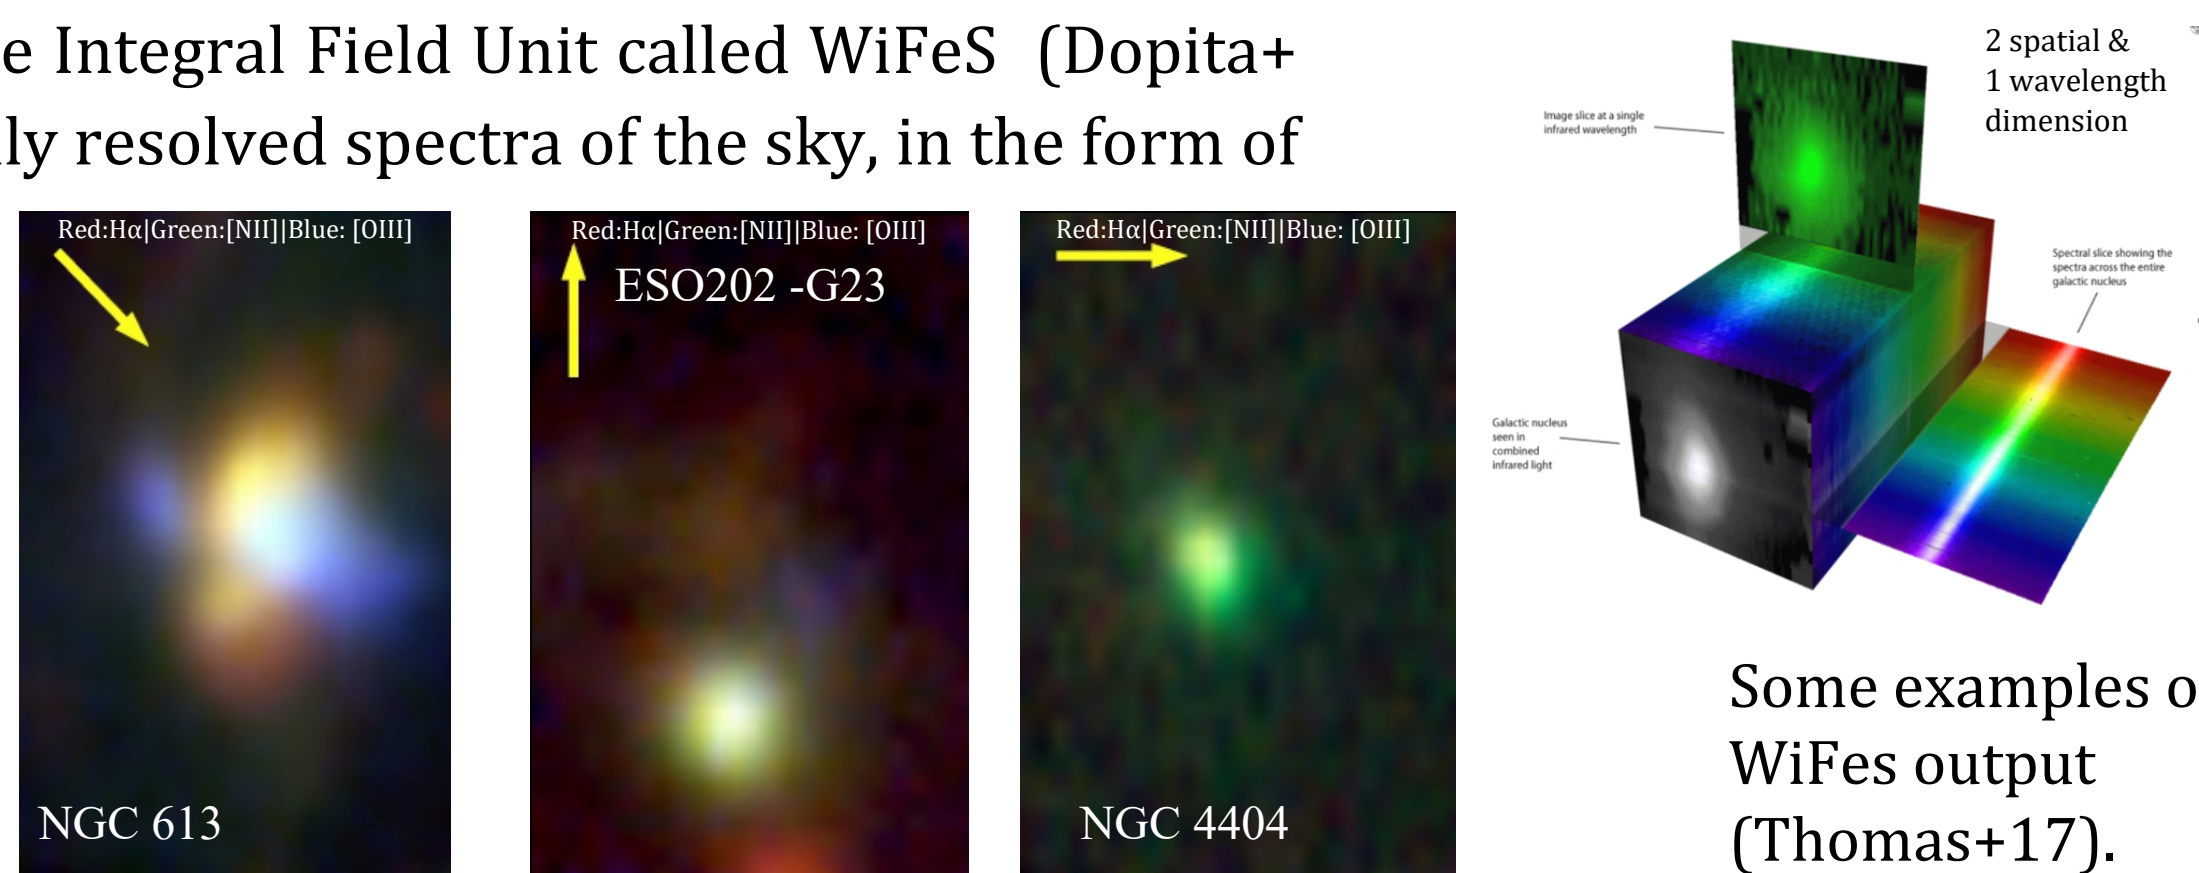 e Integral Field Unit called WiFeS (Dopita+
ly resolved spectra of the sky, in the form of
Red:Hα|Green:[NII]|Blue: [OIII]
NGC 613
Red:Hα|Green:[NII]|Blue: [OIII]
ESO202 -G23
Red:Hα|Green:[NII]|Blue: [OIII]
NGC 4404
2 spatial &
1 wavelength
dimension
Image slice at a single
infrared wavelength
Spectral slice showing the
spectra across the entire
galactic nucleus
Galactic nucleus
seen in
combined
infrared light
Some examples o
WiFes output
(Thomas+17).